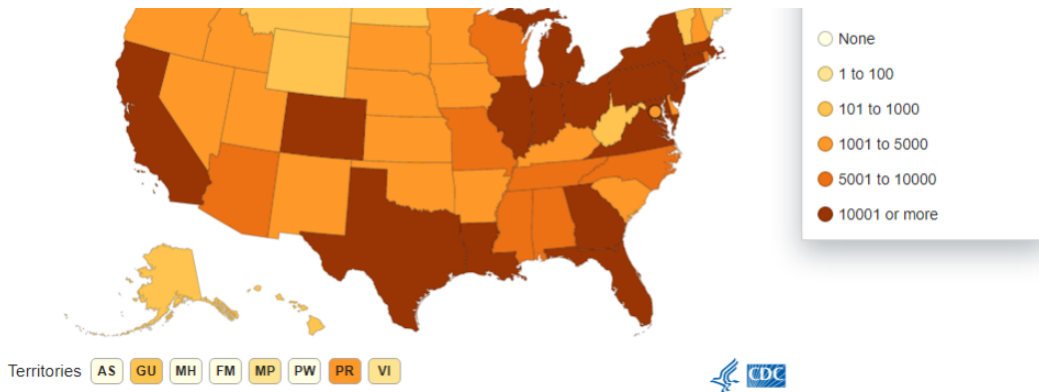 None
1 to 100
101 to 1000
1001 to 5000
5001 to 10000
10001 or more
Territories AS GU MH FM MP PW PR VI
CDC